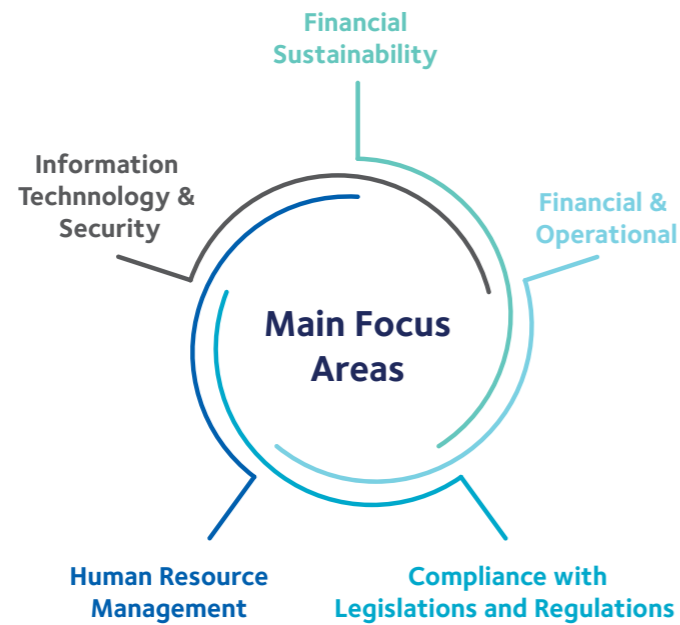 Financial
Sustainability
Information
Technnology &
Security
Financial &
Operational
Main Focus
Areas
Human Resource
Management
Compliance with
Legislations and Regulations